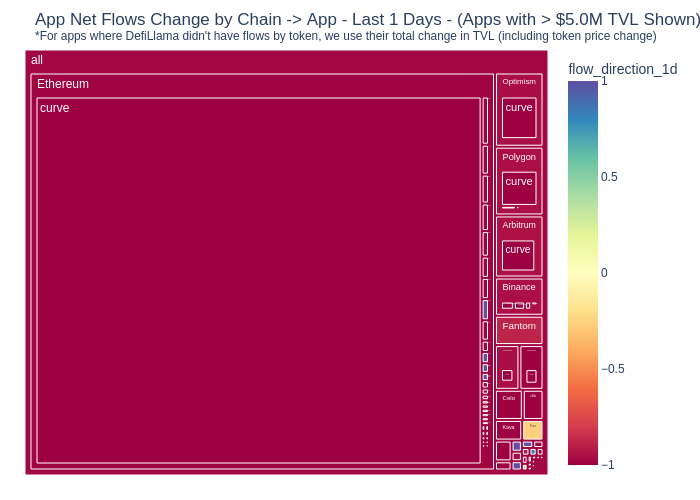 App Net Flows Change by Chain -> App - Last 1 Days - (Apps with > $5.0M TVL Shown)
*For apps where DefiLlama didn't have flows by token, we use their total change in TVL (including token price change)
all
Ethereum
curve
Optimism
curve
Polygon
curve
Arbitrum
curve
Binance
Fantom
Celo
Kava
flow_direction_1d
1
0.5
0
−0.5
−1